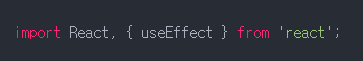 import React, { useEffect } from 'react';